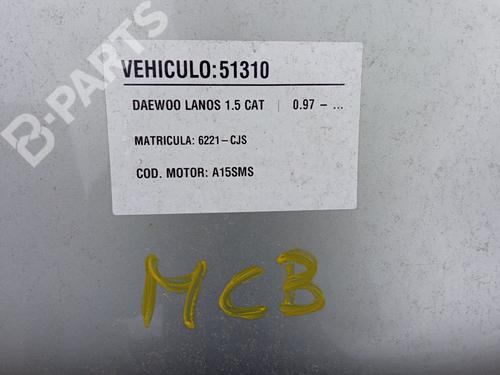 B-PARTS
VEHICULO:51310
DAEWOO LANOS 1.5 CAT | 0.97 – ...
MATRICULA: 6221-CJS
COD. MOTOR: A15SMS
MCB